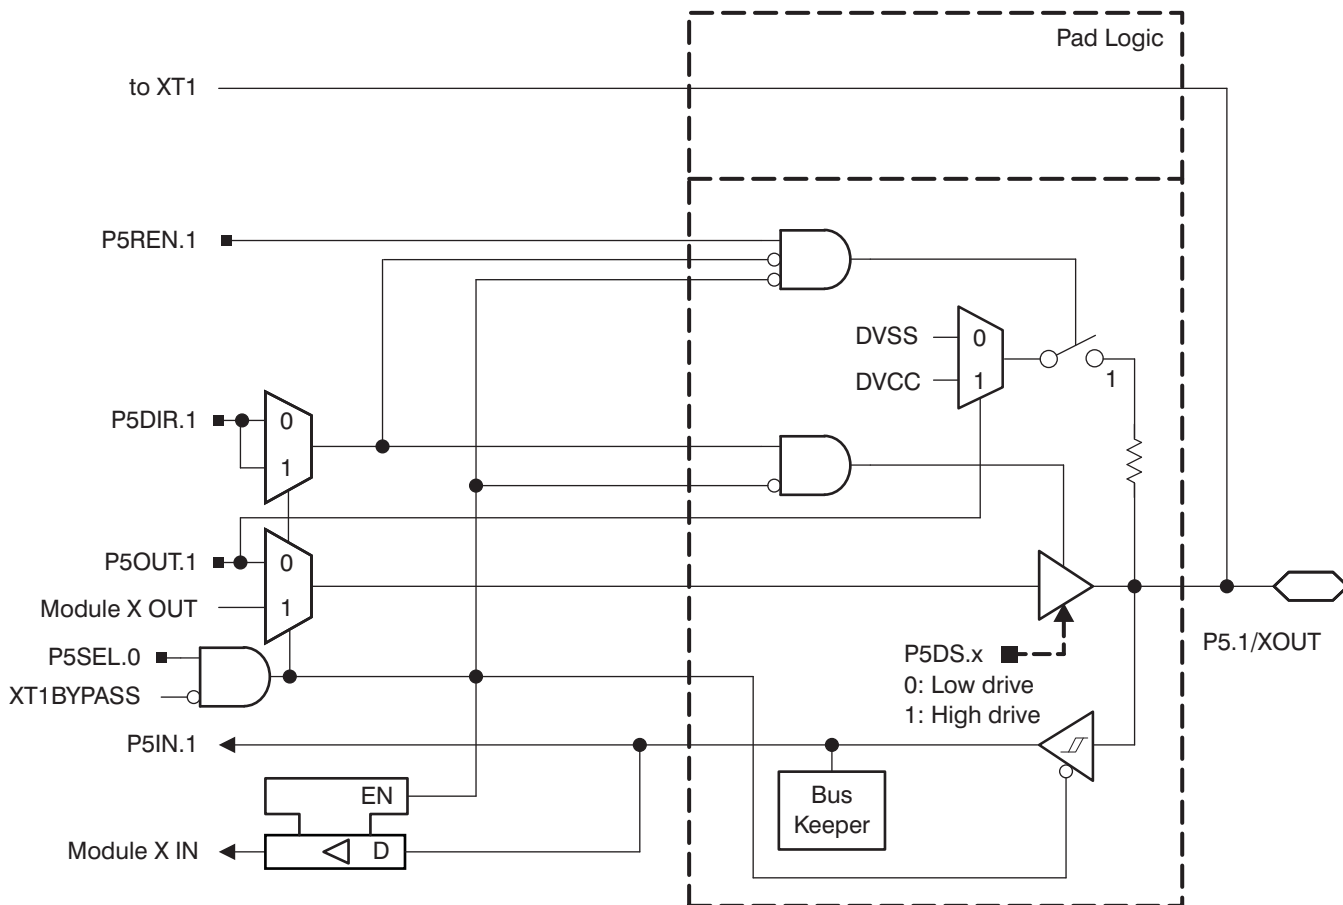 Pad Logic
to XT1
P5REN.1
DVSS
0
DVCC
1
1
P5DIR.1
0
1
P5OUT.1
0
Module X OUT
1
P5SEL.0
XT1BYPASS
P5DS.x
0: Low drive
1: High drive
P5.1/XOUT
P5IN.1
EN
Bus
Keeper
Module X IN
D